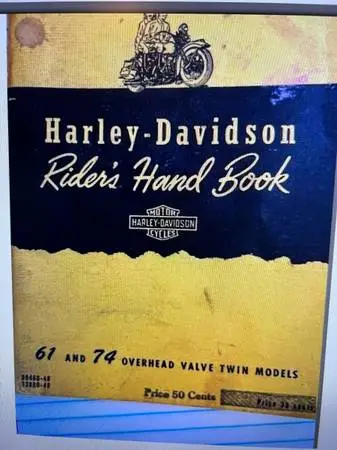 Harley-Davidson
Rider's Hand Book
MOTOR
HARLEY-DAVIDSON
CYCLES
61 AND 74 OVERHEAD VALVE TWIN MODELS
Price 50 Cents